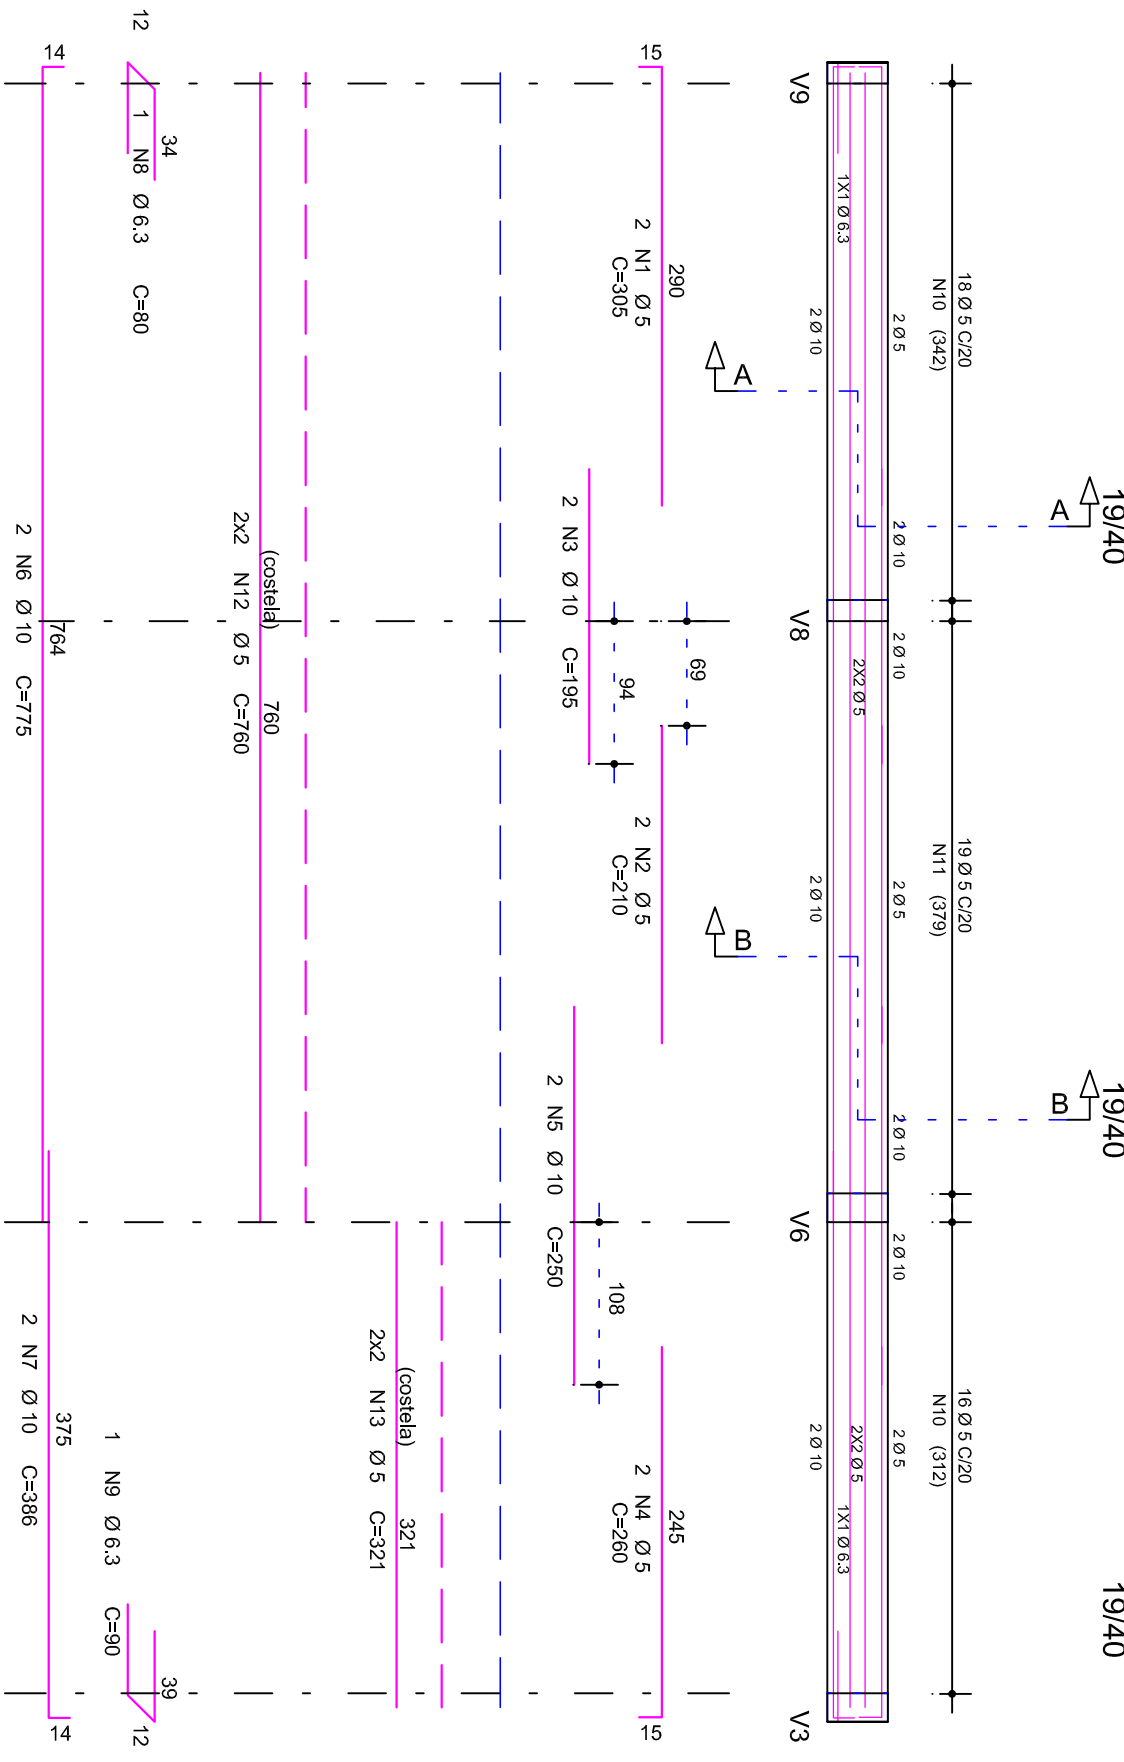 19/40
19/40
19/40
A
B
18 Ø 5 C/20
N10 (342)
19 Ø 5 C/20
N11 (379)
16 Ø 5 C/20
N10 (312)
2 Ø 5
2 Ø 10
2 Ø 10
2 Ø 5
2 Ø 10
2 Ø 10
2 Ø 5
1X1 Ø 6.3
2X2 Ø 5
2X2 Ø 5
1X1 Ø 6.3
2 Ø 10
2 Ø 10
2 Ø 10
V9
V8
V6
V3
A
B
15
290
2 N1 Ø 5
C=305
69
2 N2 Ø 5
C=210
245
2 N4 Ø 5
C=260
15
94
2 N3 Ø 10 C=195
108
2 N5 Ø 10 C=250
(costela)
321
2x2 N13 Ø 5 C=321
(costela)
760
2x2 N12 Ø 5 C=760
12
34
1 N8 Ø 6.3 C=80
39
12
1 N9 Ø 6.3 C=90
14
764
2 N6 Ø 10 C=775
375
2 N7 Ø 10 C=386
14